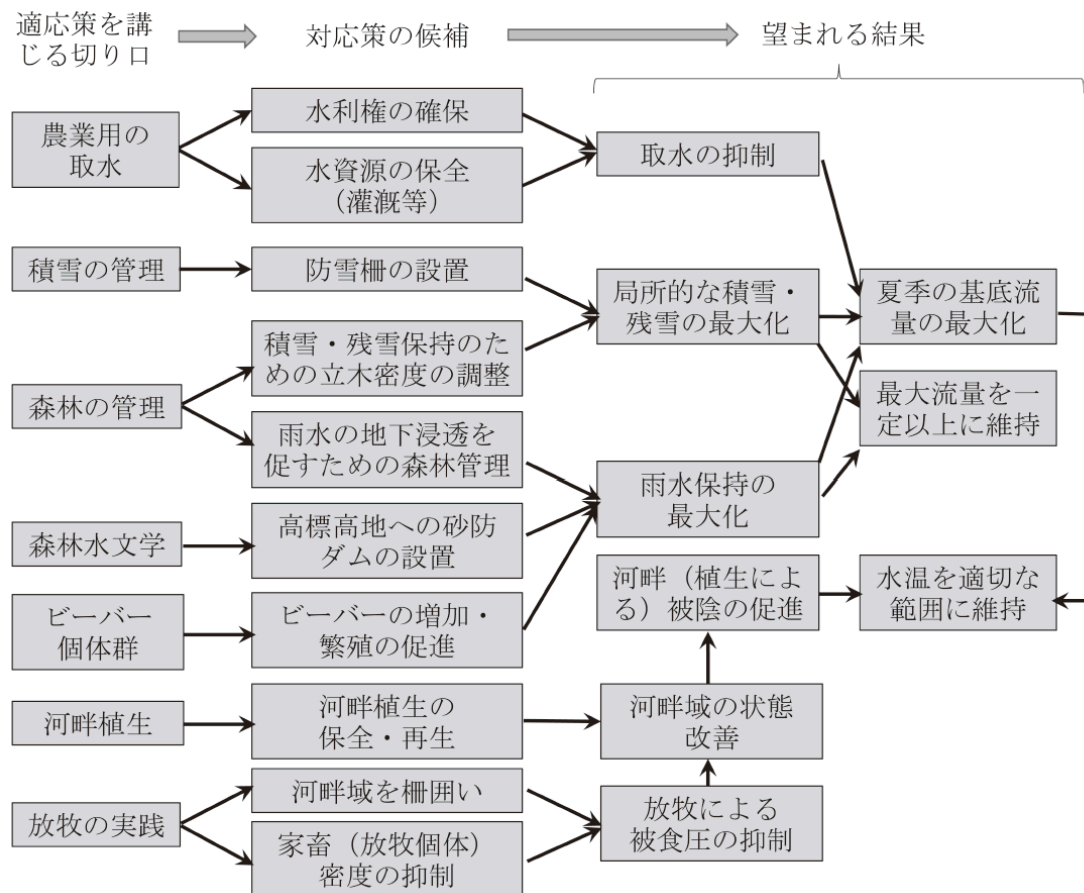 適応策を講
じる切り口
対応策の候補
望まれる結果
農業用の
取水
水利権の確保
水資源の保全
（灌漑等）
取水の抑制
積雪の管理
防雪柵の設置
局所的な積雪・
残雪の最大化
夏季の基底流
量の最大化
森林の管理
積雪・残雪保持のた
めの立木密度の調整
最大流量を一
定以上に維持
雨水の地下浸透を
促すための森林管理
雨水保持の
最大化
森林水文学
高標高地への砂防
ダムの設置
河畔（植生によ
る）被陰の促進
水温を適切な
範囲に維持
ビーバー
個体群
ビーバーの増加・
繁殖の促進
河畔植生
河畔植生の
保全・再生
河畔域の状態
改善
放牧の実践
河畔域を柵囲い
家畜（放牧個体）
密度の抑制
放牧による
被食圧の抑制